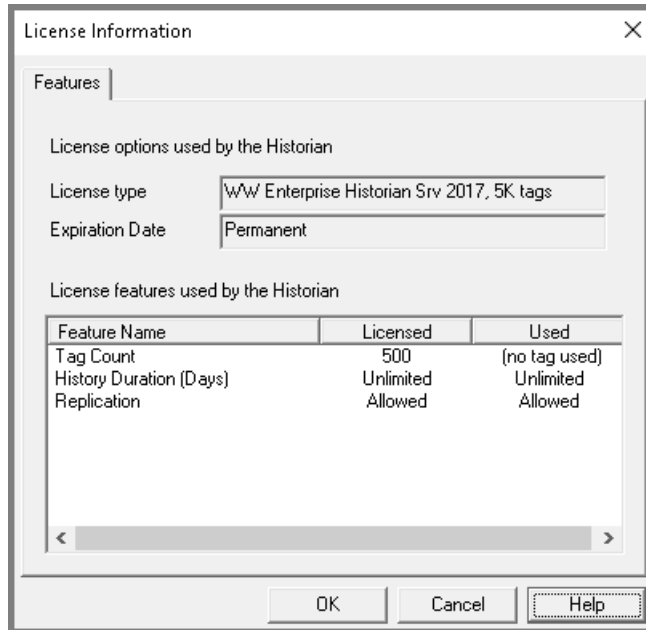 License Information
Features
License options used by the Historian
License type WW Enterprise Historian Srv 2017, 5K tags
Expiration Date Permanent
License features used by the Historian
Feature Name Licensed Used
Tag Count 500 (no tag used)
History Duration (Days) Unlimited Unlimited
Replication Allowed Allowed
OK Cancel Help